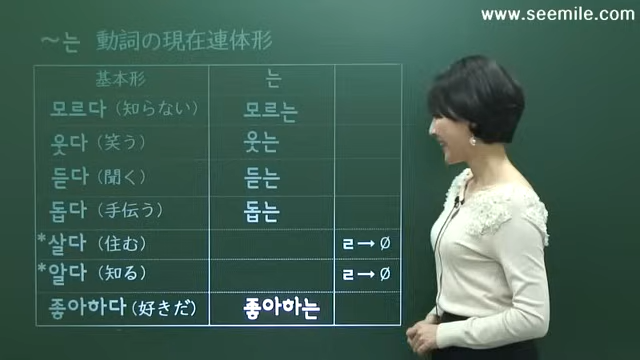 www.seemile.com
～는 動詞の現在連体形
基本形 는
모르다 (知らない) 모르는
웃다 (笑う) 웃는
듣다 (聞く) 듣는
돕다 (手伝う) 돕는
*살다 (住む) ㄹ→∅
*알다 (知る) ㄹ→∅
좋아하다 (好きだ) 좋아하는